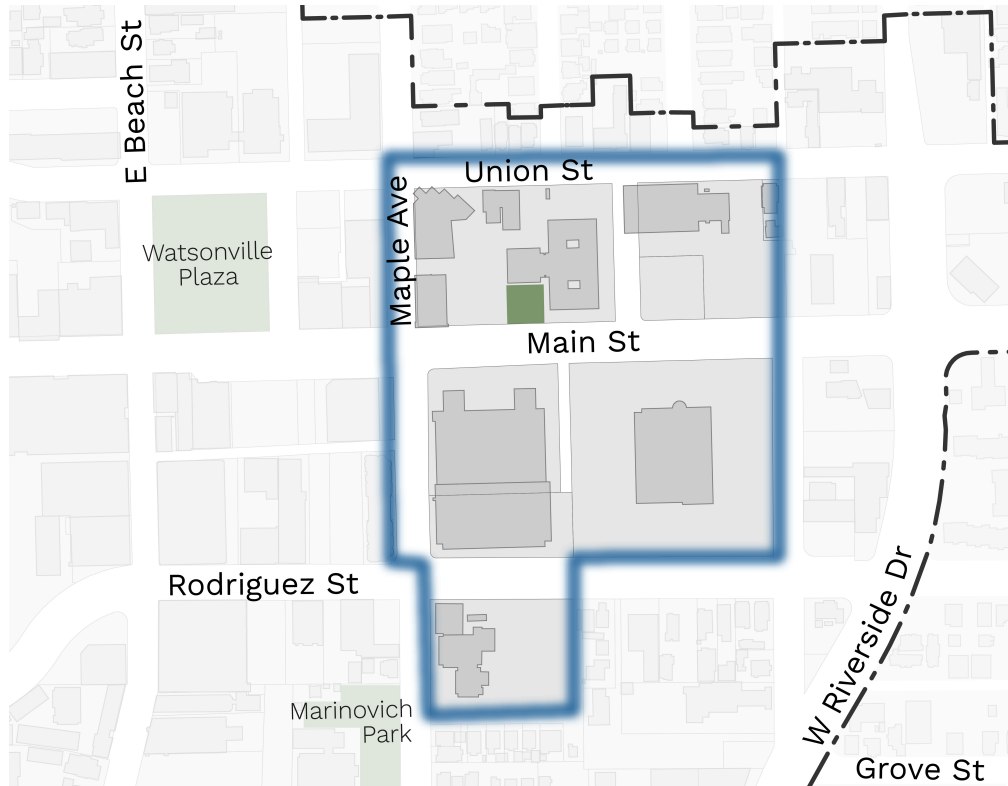 E Beach St
Union St
Maple Ave
Watsonville
Plaza
Main St
Rodriguez St
W Riverside Dr
Marinovich
Park
Grove St